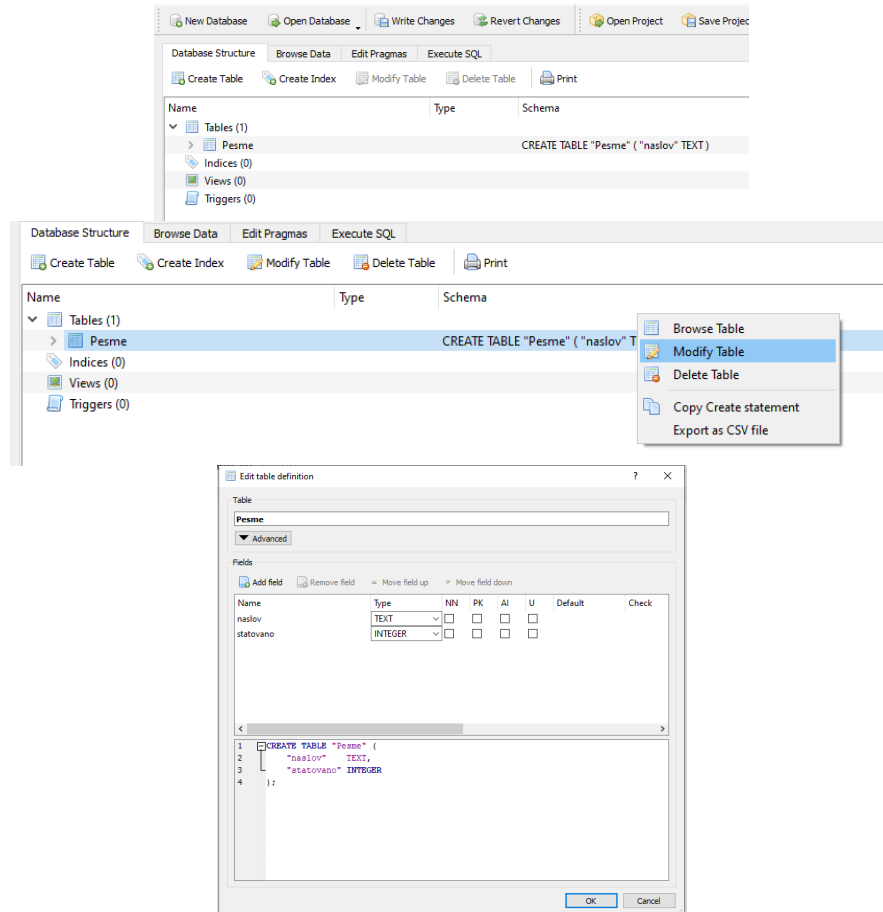 New Database Open Database Write Changes Revert Changes Open Project Save Projec
Database Structure Browse Data Edit Pragmas Execute SQL
Create Table Create Index Modify Table Delete Table Print
Name Type Schema
Tables (1)
Pesme CREATE TABLE "Pesme" ( "naslov" TEXT )
Indices (0)
Views (0)
Triggers (0)
Database Structure Browse Data Edit Pragmas Execute SQL
Create Table Create Index Modify Table Delete Table Print
Name Type Schema
Tables (1)
Pesme CREATE TABLE "Pesme" ( "naslov" T
Indices (0)
Views (0)
Triggers (0)
Browse Table
Modify Table
Delete Table
Copy Create statement
Export as CSV file
Edit table definition ? X
Table
Pesme
Advanced
Fields
Add field Remove field Move field up Move field down
Name Type NN PK AI U Default Check
naslov TEXT
statovano INTEGER
1 CREATE TABLE "Pesme" (
2 "naslov" TEXT,
3 "statovano" INTEGER
4 );
OK Cancel